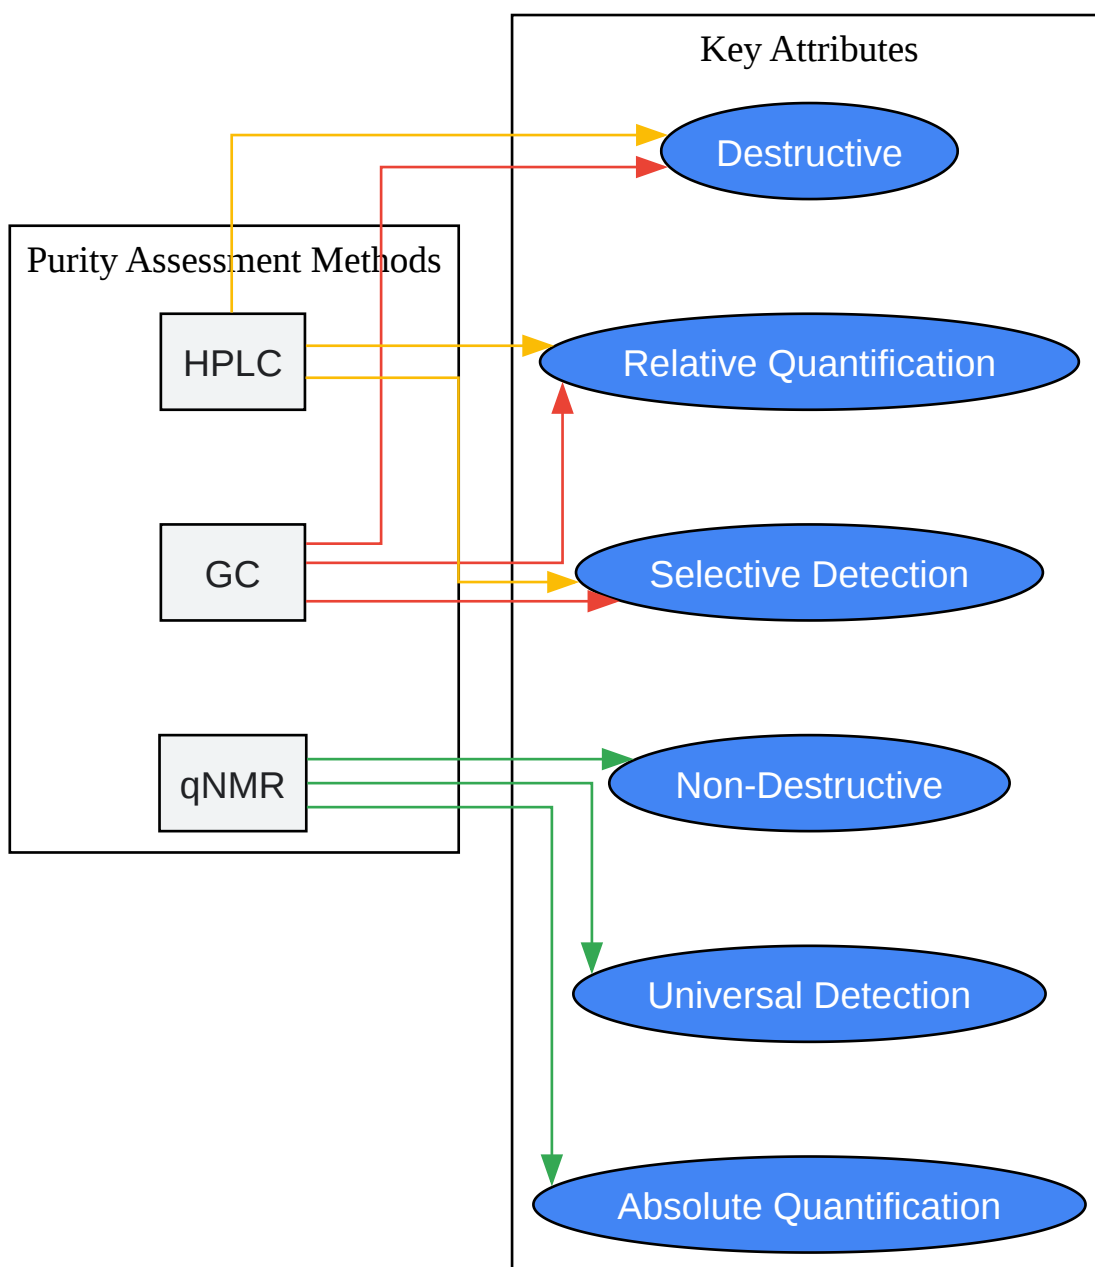 Key Attributes
Destructive
Purity Assessment Methods
HPLC
Relative Quantification
GC
Selective Detection
qNMR
Non-Destructive
Universal Detection
Absolute Quantification